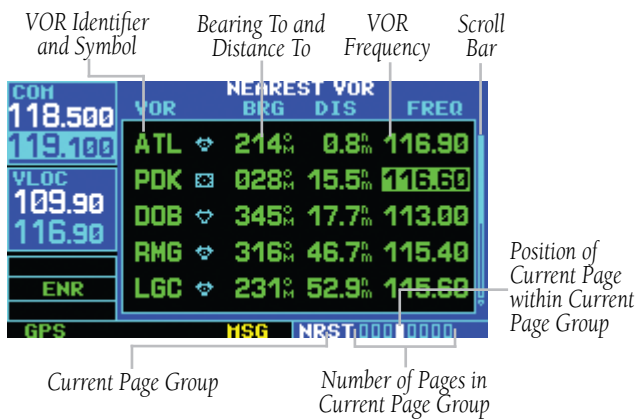 VOR Identifier
and Symbol
Bearing To and
Distance To
VOR
Frequency
Scroll
Bar
COM
118.500
119.100
VLOC
109.90
116.90
ENR
GPS
NEAREST VOR
VOR BRG DIS FREQ
ATL 214°M 0.8nm 116.90
PDK 028°M 15.5nm 116.60
DOB 345°M 17.7nm 113.00
RMG 316°M 46.7nm 115.40
LGC 231°M 52.9nm 115.60
MSG NRST
Position of
Current Page
within Current
Page Group
Current Page Group
Number of Pages in
Current Page Group